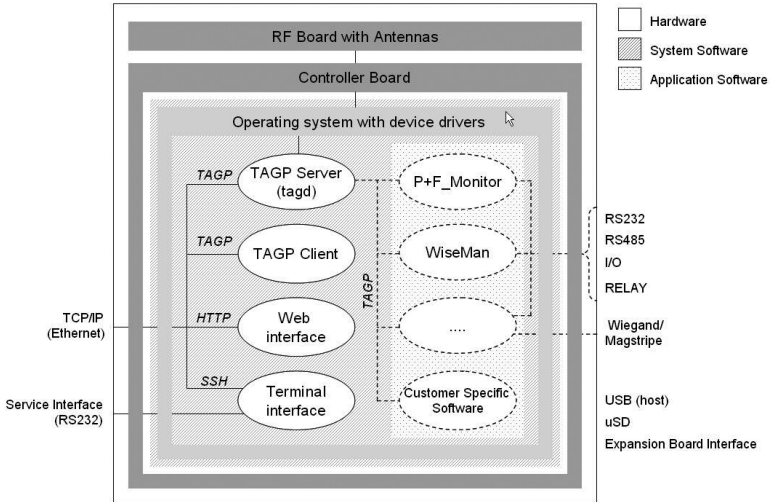 RF Board with Antennas
Controller Board
Operating system with device drivers
Hardware
System Software
Application Software
TAGP
TAGP Server
(tagd)
P+F_Monitor
TAGP
TAGP Client
WiseMan
TAGP
HTTP
Web
interface
....
SSH
Terminal
interface
Customer Specific
Software
TCP/IP
(Ethernet)
Service Interface
(RS232)
RS232
RS485
I/O
RELAY
Wiegand/
Magstripe
USB (host)
uSD
Expansion Board Interface